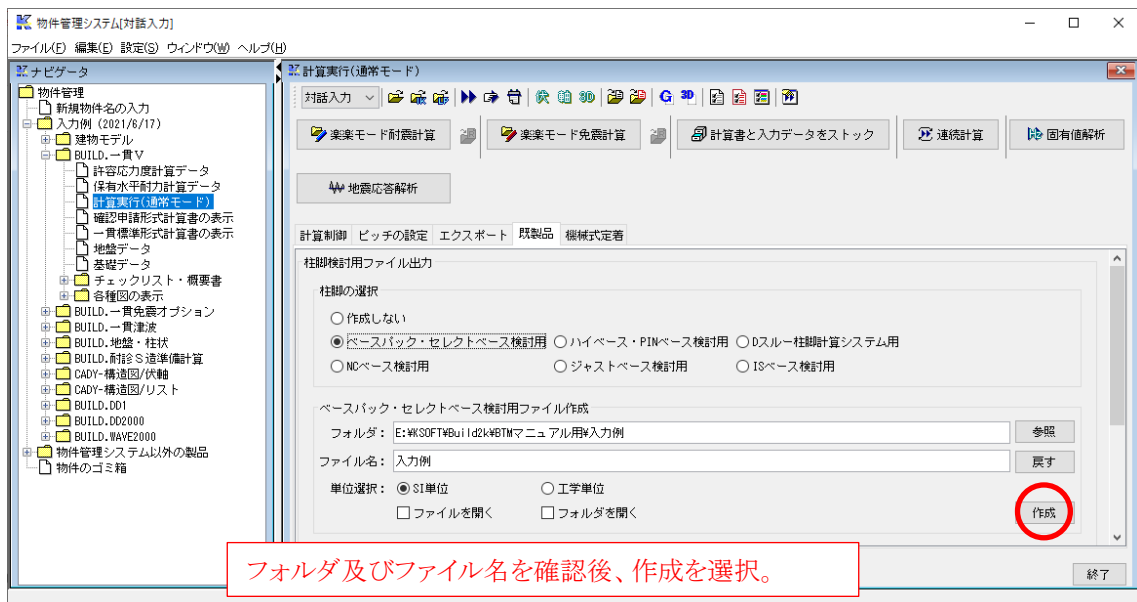 物件管理システム[対話入力]
ファイル(F) 編集(E) 設定(S) ウィンドウ(W) ヘルプ(H)
ナビゲータ
物件管理
新規物件名の入力
入力例 (2021/6/17)
建物モデル
BUILD.一貫Ⅴ
許容応力度計算データ
保有水平耐力計算データ
計算実行(通常モード)
確認申請形式計算書の表示
一貫標準形式計算書の表示
地盤データ
基礎データ
チェックリスト・概要書
各種図の表示
BUILD.一貫免震オプション
BUILD.一貫津波
BUILD.地盤・柱状
BUILD.耐診Ｓ造準備計算
CADY-構造図/伏軸
CADY-構造図/リスト
BUILD.DD1
BUILD.DD2000
BUILD.WAVE2000
物件管理システム以外の製品
物件のゴミ箱
計算実行(通常モード)
対話入力
楽楽モード耐震計算
楽楽モード免震計算
計算書と入力データをストック
連続計算
固有値解析
地震応答解析
計算制御 ピッチの設定 エクスポート 既製品 機械式定着
柱脚検討用ファイル出力
柱脚の選択
作成しない
ベースパック・セレクトベース検討用 ハイベース・PINベース検討用 Dスルー柱脚計算システム用
NCベース検討用 ジャストベース検討用 ISベース検討用
ベースパック・セレクトベース検討用ファイル作成
フォルダ： E:¥KSOFT¥Build2k¥BTMマニュアル用¥入力例 参照
ファイル名： 入力例 戻す
単位選択： SI単位 工学単位
ファイルを開く フォルダを開く 作成
フォルダ及びファイル名を確認後、作成を選択。
終了